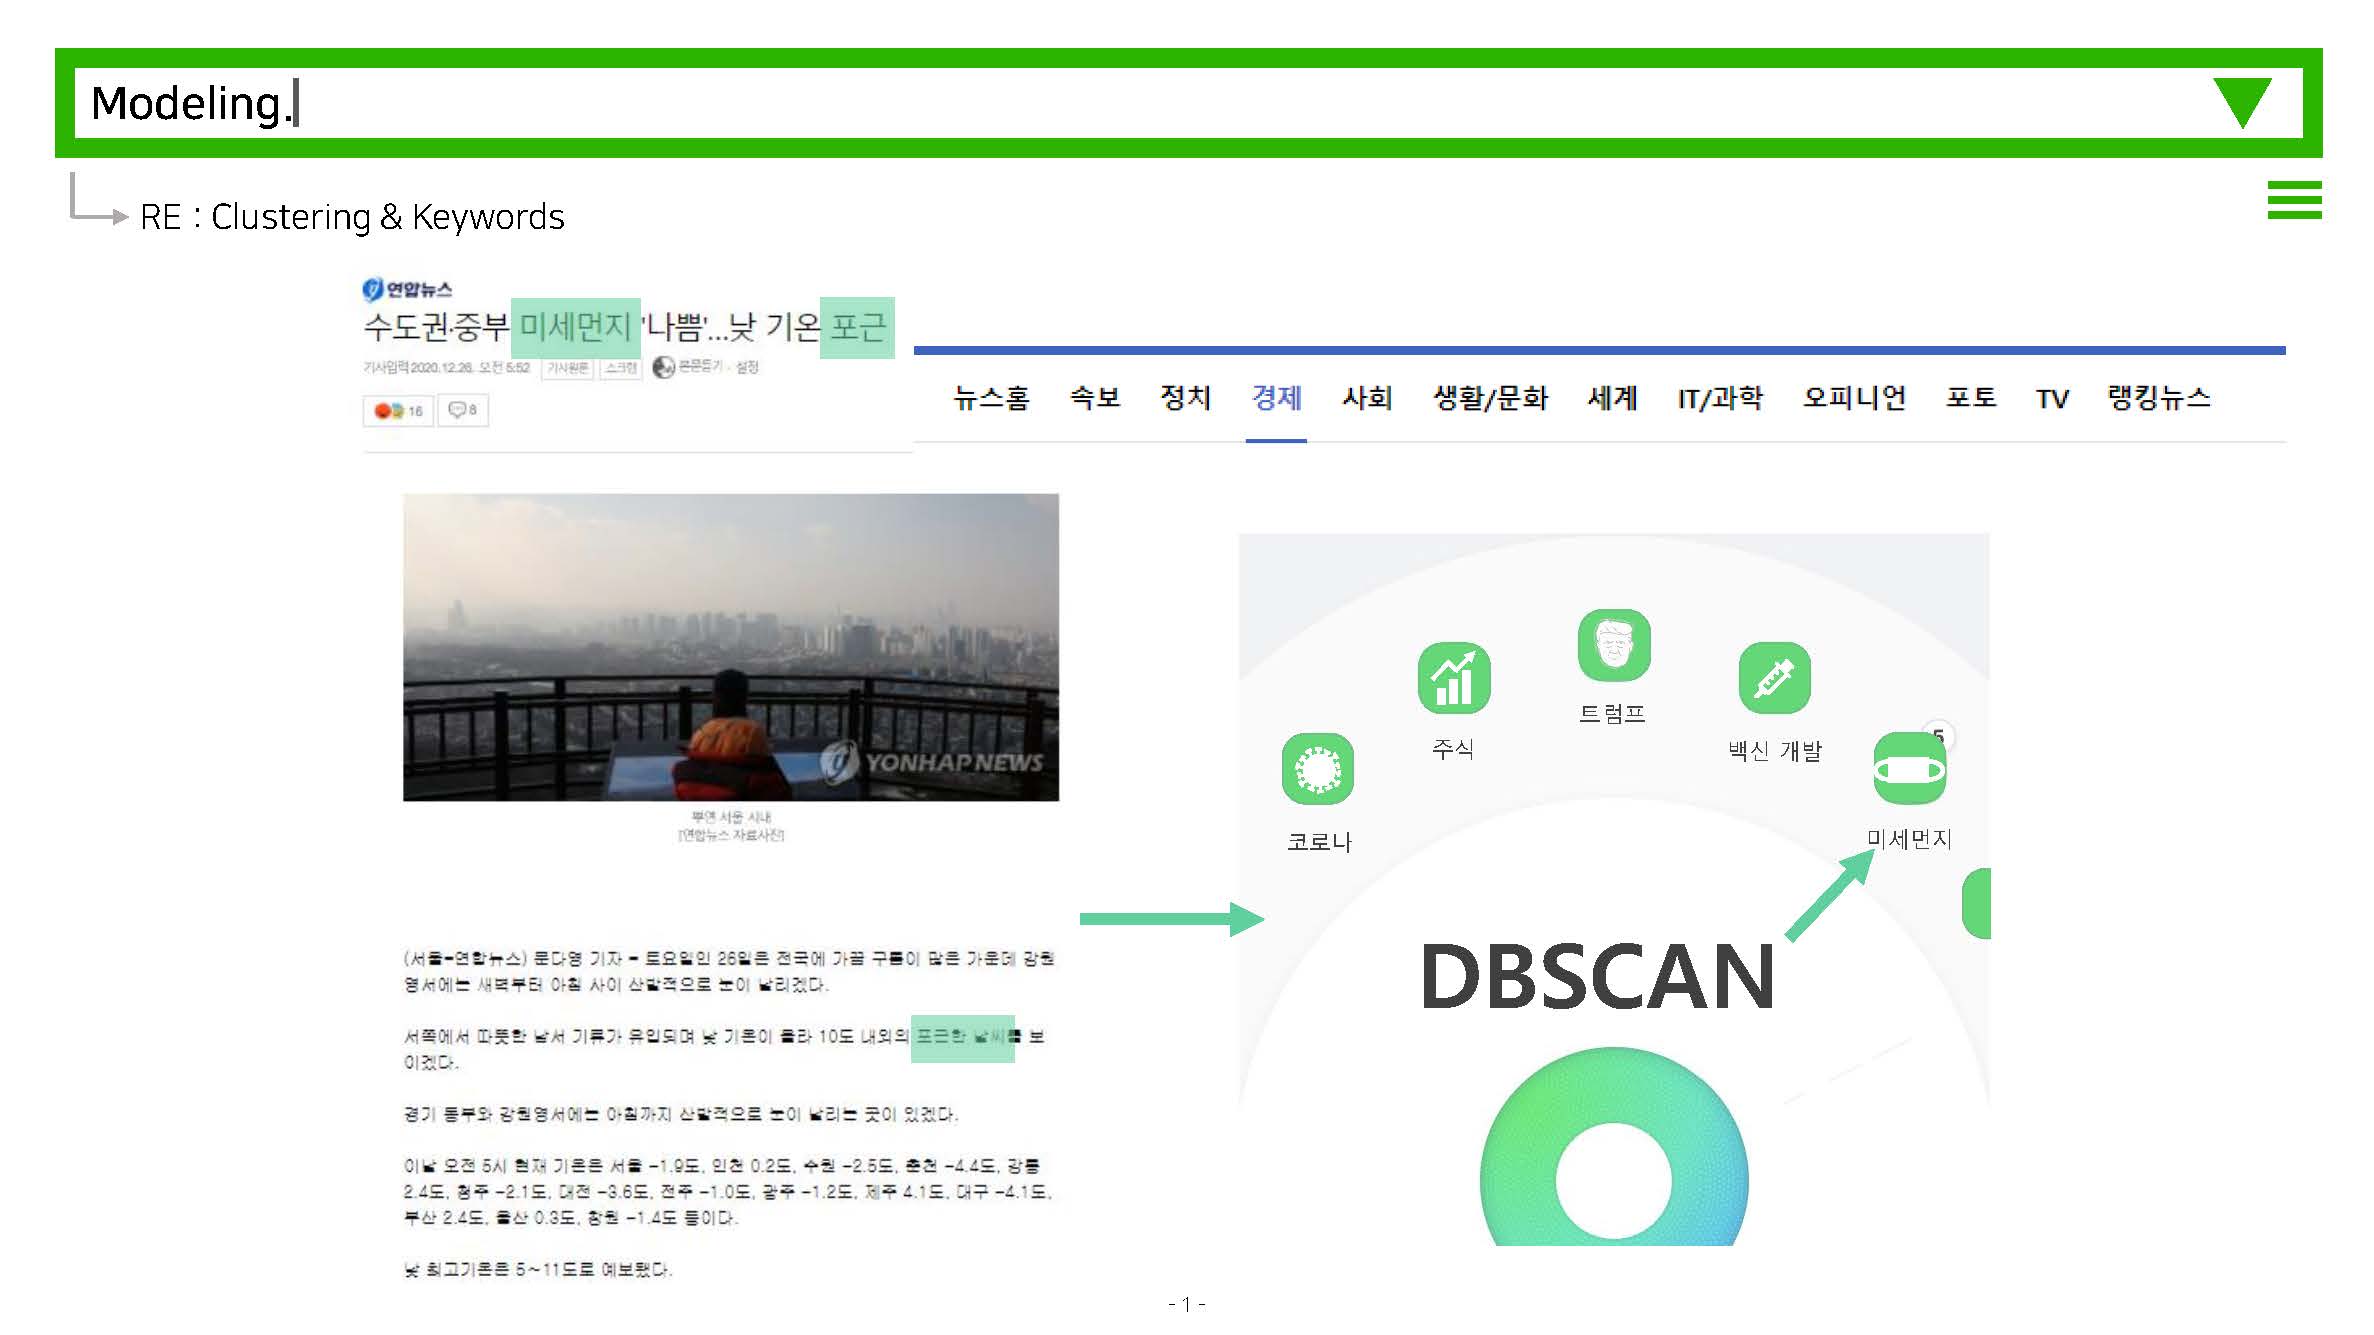 Modeling.
RE : Clustering & Keywords
연합뉴스
수도권·중부 미세먼지 '나쁨'...낮 기온 포근
기사입력 2020.12.26. 오전 5:52 기사원문 스크랩 본문듣기 · 설정
16 8
뉴스홈 속보 정치 경제 사회 생활/문화 세계 IT/과학 오피니언 포토 TV 랭킹뉴스
YONHAP NEWS
뿌연 서울 시내
[연합뉴스 자료사진]
(서울=연합뉴스) 문다영 기자 = 토요일인 26일은 전국에 가끔 구름이 많은 가운데 강원
영서에는 새벽부터 아침 사이 산발적으로 눈이 날리겠다.
서쪽에서 따뜻한 남서 기류가 유입되며 낮 기온이 올라 10도 내외의 포근한 날씨를 보
이겠다.
경기 동부와 강원영서에는 아침까지 산발적으로 눈이 날리는 곳이 있겠다.
이날 오전 5시 현재 기온은 서울 -1.9도, 인천 0.2도, 수원 -2.5도, 춘천 -4.4도, 강릉
2.4도, 청주 -2.1도, 대전 -3.6도, 전주 -1.0도, 광주 -1.2도, 제주 4.1도, 대구 -4.1도,
부산 2.4도, 울산 0.3도, 창원 -1.4도 등이다.
낮 최고기온은 5~11도로 예보됐다.
트럼프
주식
백신 개발
5
코로나
미세먼지
DBSCAN
- 1 -